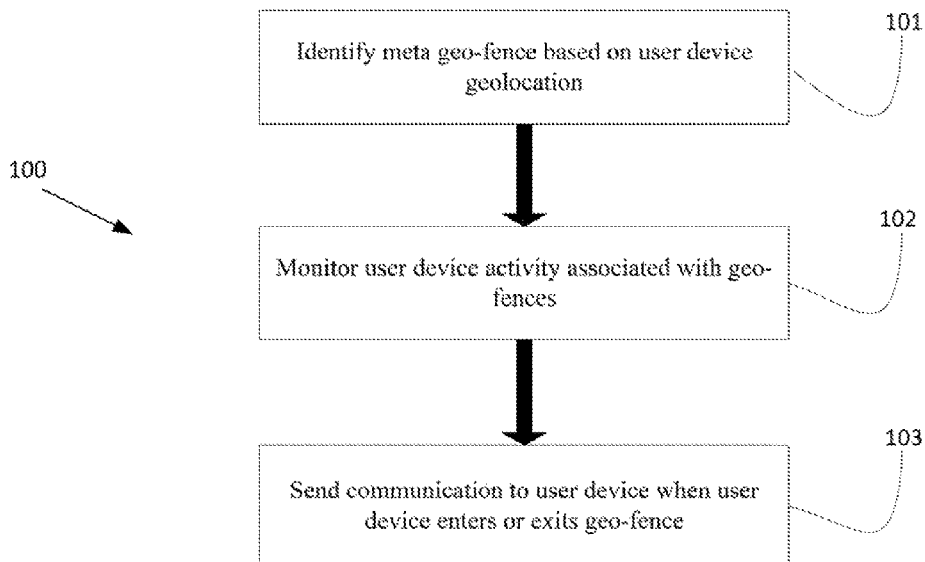 Identify meta geo-fence based on user device
geolocation
101
100
Monitor user device activity associated with geo-
fences
102
Send communication to user device when user
device enters or exits geo-fence
103